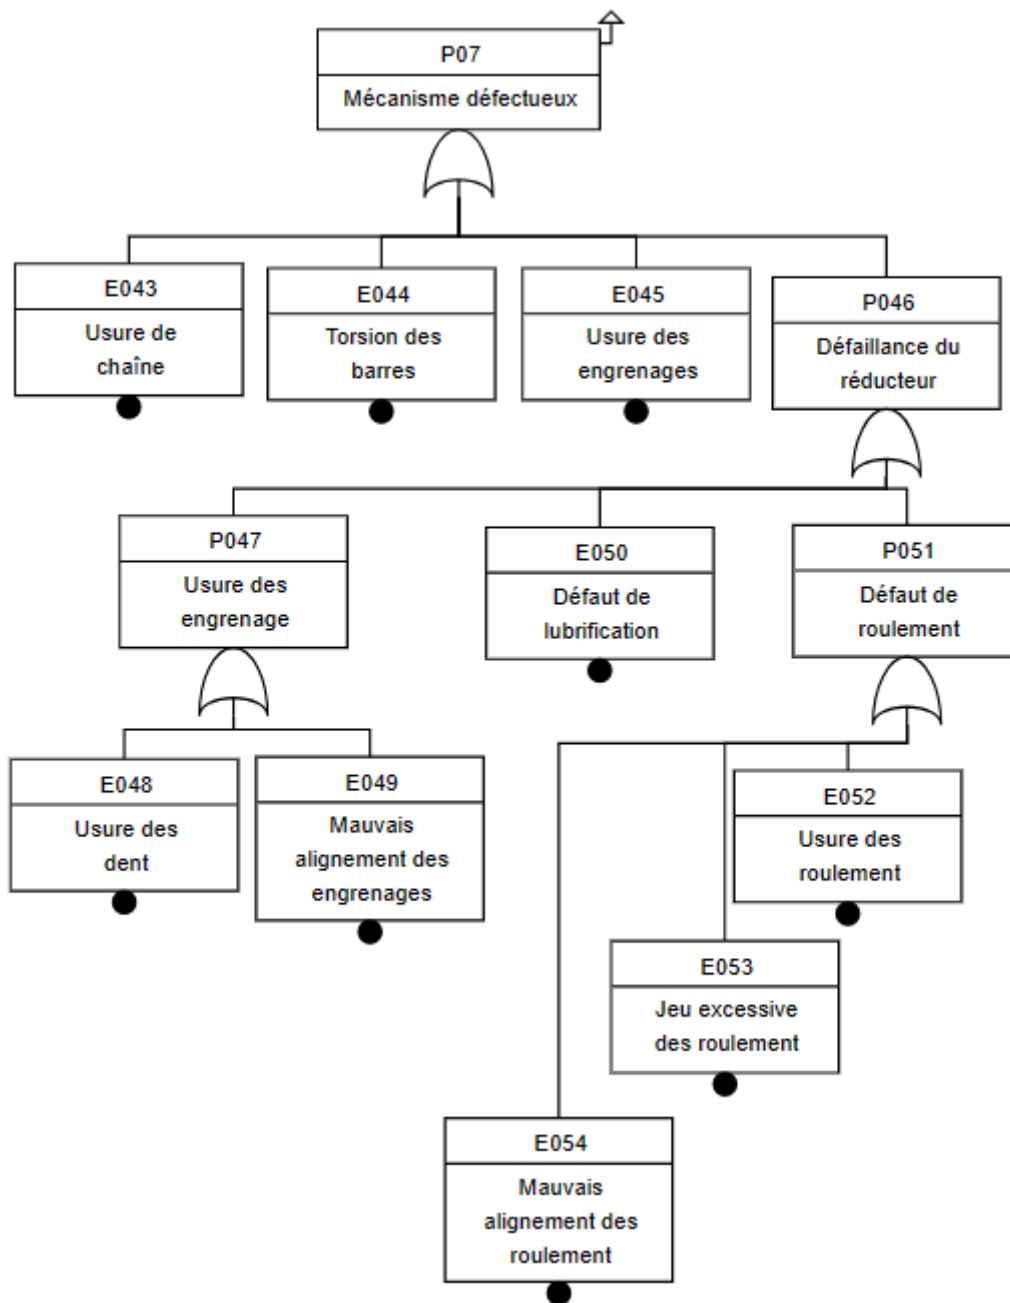 P07
Mécanisme défectueux
E043
Usure de
chaîne
E044
Torsion des
barres
E045
Usure des
engrenages
P046
Défaillance du
réducteur
P047
Usure des
engrenage
E050
Défaut de
lubrification
P051
Défaut de
roulement
E048
Usure des
dent
E049
Mauvais
alignement des
engrenages
E052
Usure des
roulement
E053
Jeu excessive
des roulement
E054
Mauvais
alignement des
roulement